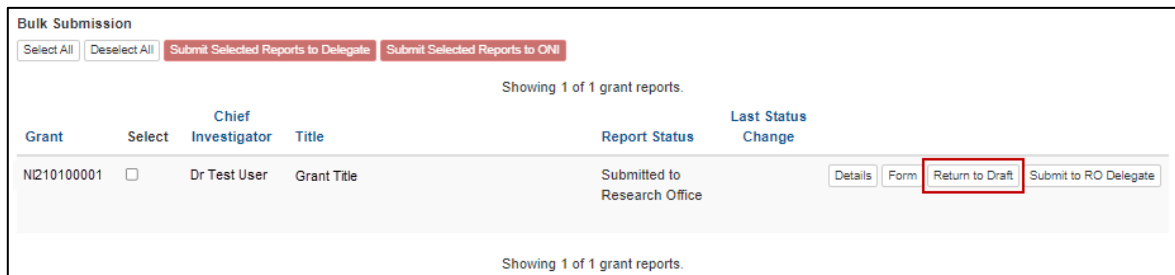 Bulk Submission
Select All Deselect All Submit Selected Reports to Delegate Submit Selected Reports to ONI
Showing 1 of 1 grant reports.
Grant Select Chief Investigator Title Report Status Last Status Change
NI210100001 Dr Test User Grant Title Submitted to Research Office Details Form Return to Draft Submit to RO Delegate
Showing 1 of 1 grant reports.